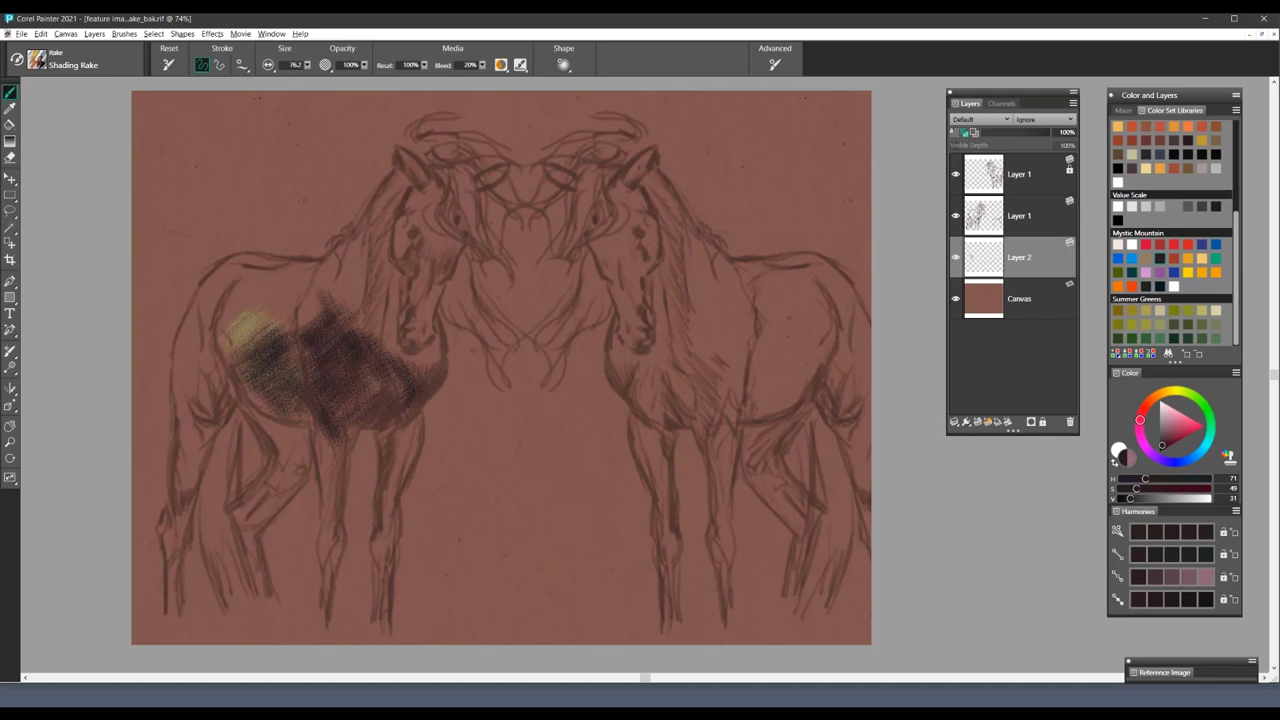 Corel Painter 2021 - [feature ima...ake_bak.rif @ 74%]
File Edit Canvas Layers Brushes Select Shapes Effects Movie Window Help
Rake
Shading Rake
Reset Stroke Size Opacity Media Shape Advanced
76.2 100% Resat: 100% Bleed: 20%
Layers Channels
Default Ignore
100%
Visible Depth: 100%
Layer 1
Layer 1
Layer 2
Canvas
Color and Layers
Mixer Color Set Libraries
Value Scale
Mystic Mountain
Summer Greens
Color
H 71
S 49
V 31
Harmonies
Reference Image